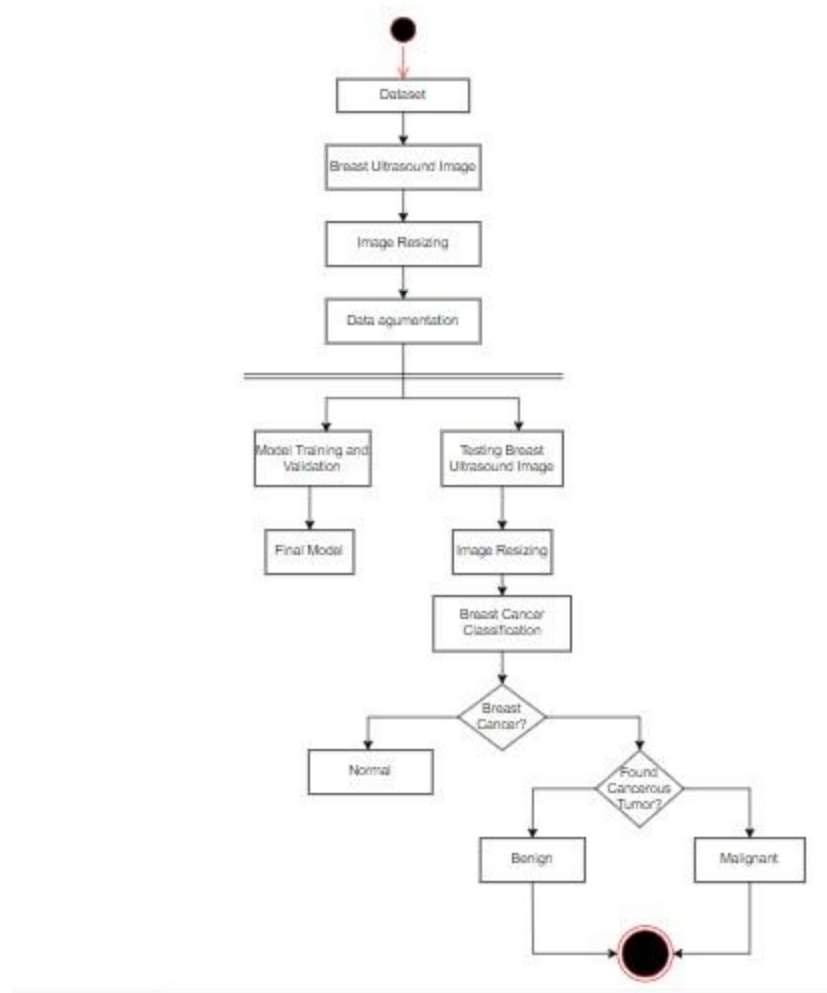 Dataset
Breast Ultrasound Image
Image Resizing
Data agumentation
Model Training and
Validation
Testing Breast
Ultrasound Image
Final Model
Image Resizing
Breast Cancer
Classification
Breast
Cancer?
Normal
Found
Cancerous
Tumor?
Benign
Malignant